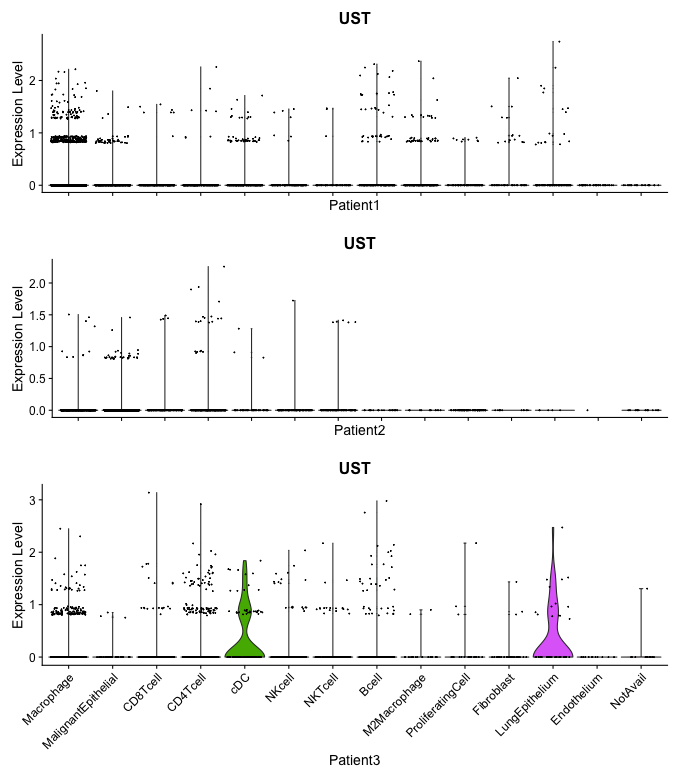 UST
Expression Level
2
1
0
Patient1
UST
Expression Level
2.0
1.5
1.0
0.5
0.0
Patient2
UST
Expression Level
3
2
1
0
Macrophage
MalignantEpithelial
CD8Tcell
CD4Tcell
cDC
NKcell
NKTcell
Bcell
M2Macrophage
ProliferatingCell
Fibroblast
LungEpithelium
Endothelium
NotAvail
Patient3